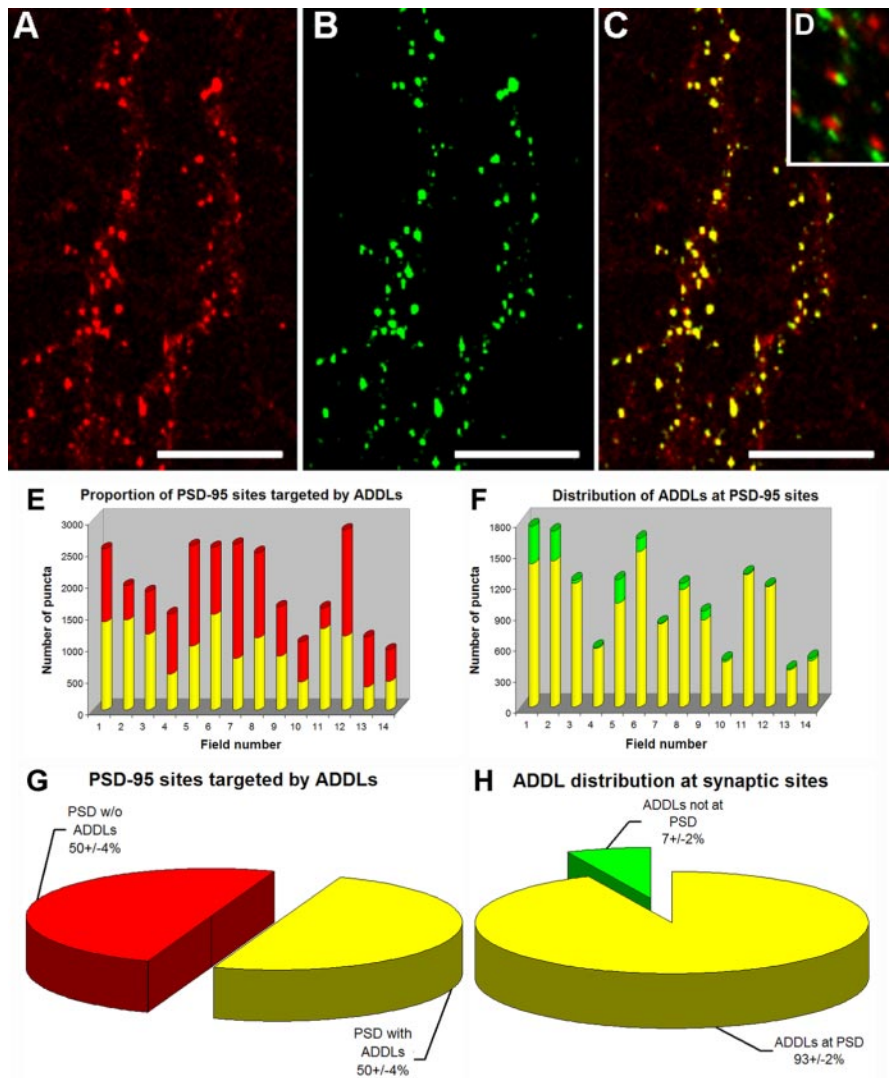 A
B
C
D
E
Proportion of PSD-95 sites targeted by ADDLs
Number of puncta
3000
2500
2000
1500
1000
500
0
1 2 3 4 5 6 7 8 9 10 11 12 13 14
Field number
F
Distribution of ADDLs at PSD-95 sites
Number of puncta
1800
1500
1200
900
600
300
0
1 2 3 4 5 6 7 8 9 10 11 12 13 14
Field number
G
PSD-95 sites targeted by ADDLs
PSD w/o
ADDLs
50+/-4%
PSD with
ADDLs
50+/-4%
H
ADDL distribution at synaptic sites
ADDLs not at
PSD
7+/-2%
ADDLs at PSD
93+/-2%